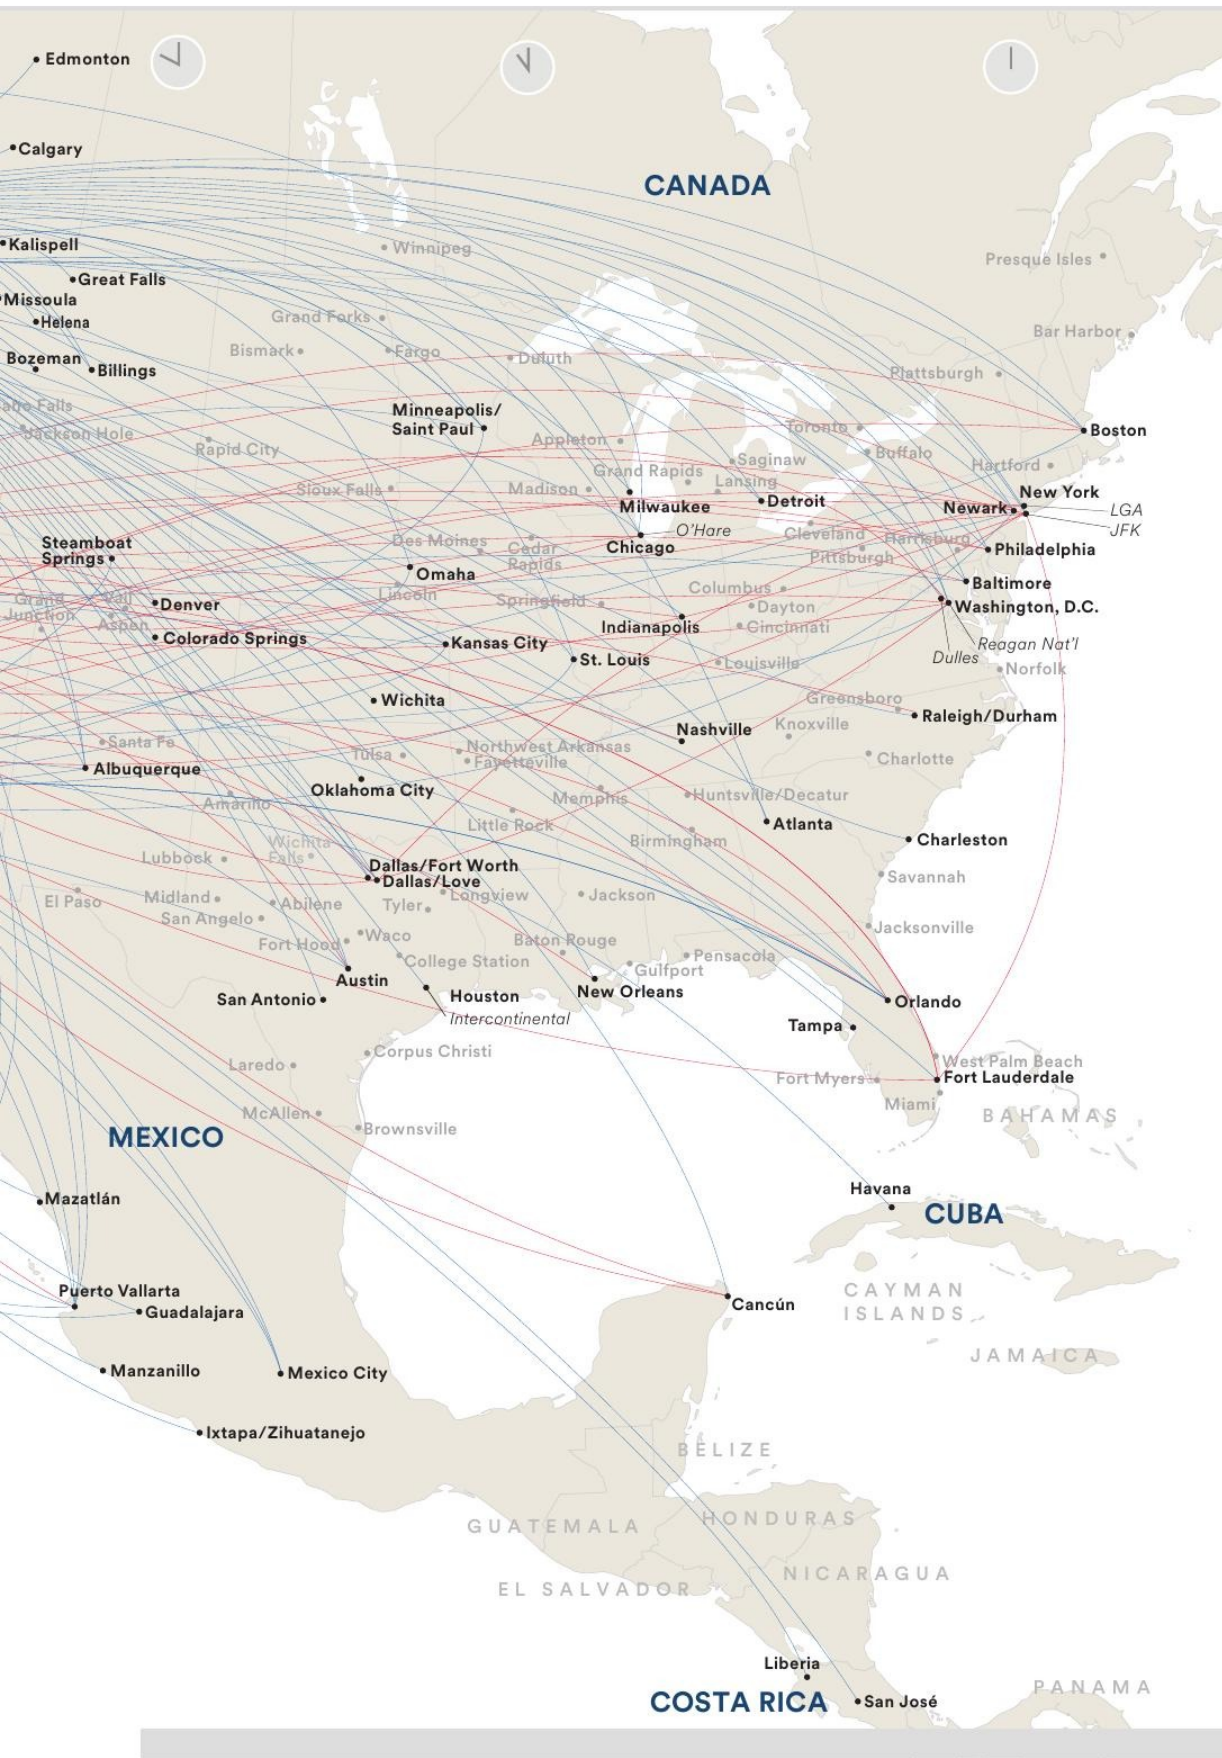 Edmonton
Calgary
CANADA
Kalispell
Winnipeg
Great Falls
Presque Isles
Missoula
Helena
Grand Forks
Bar Harbor
Bismarck
Fargo
Duluth
Bozeman
Billings
Plattsburgh
aho Falls
Jackson Hole
Minneapolis/
Saint Paul
Toronto
Boston
Rapid City
Appleton
Buffalo
Saginaw
Hartford
Grand Rapids
Lansing
Sioux Falls
Madison
Milwaukee
Detroit
New York
Newark
LGA
JFK
O'Hare
Cleveland
Harrisburg
Steamboat
Springs
Des Moines
Cedar
Rapids
Chicago
Pittsburgh
Philadelphia
Omaha
Lincoln
Columbus
Baltimore
Grand
Junction
Vail
Aspen
Denver
Springfield
Dayton
Washington, D.C.
Colorado Springs
Indianapolis
Cincinnati
Kansas City
Reagan Nat'l
Dulles
St. Louis
Louisville
Norfolk
Wichita
Greensboro
Raleigh/Durham
Nashville
Knoxville
Santa Fe
Tulsa
Northwest Arkansas
Fayetteville
Charlotte
Albuquerque
Oklahoma City
Amarillo
Memphis
Huntsville/Decatur
Little Rock
Atlanta
Wichita
Falls
Birmingham
Charleston
Lubbock
Dallas/Fort Worth
Dallas/Love
Savannah
El Paso
Midland
Abilene
Tyler
Longview
Jackson
San Angelo
Waco
Jacksonville
Fort Hood
Baton Rouge
College Station
Pensacola
Gulfport
Austin
New Orleans
San Antonio
Houston
Intercontinental
Orlando
Tampa
Corpus Christi
Laredo
West Palm Beach
Fort Myers
Fort Lauderdale
Miami
McAllen
BAHAMAS
Brownsville
MEXICO
Havana
Mazatlán
CUBA
Puerto Vallarta
Guadalajara
CAYMAN
ISLANDS
Cancún
JAMAICA
Manzanillo
Mexico City
Ixtapa/Zihuatanejo
BELIZE
GUATEMALA
HONDURAS
NICARAGUA
EL SALVADOR
Liberia
COSTA RICA
San José
PANAMA